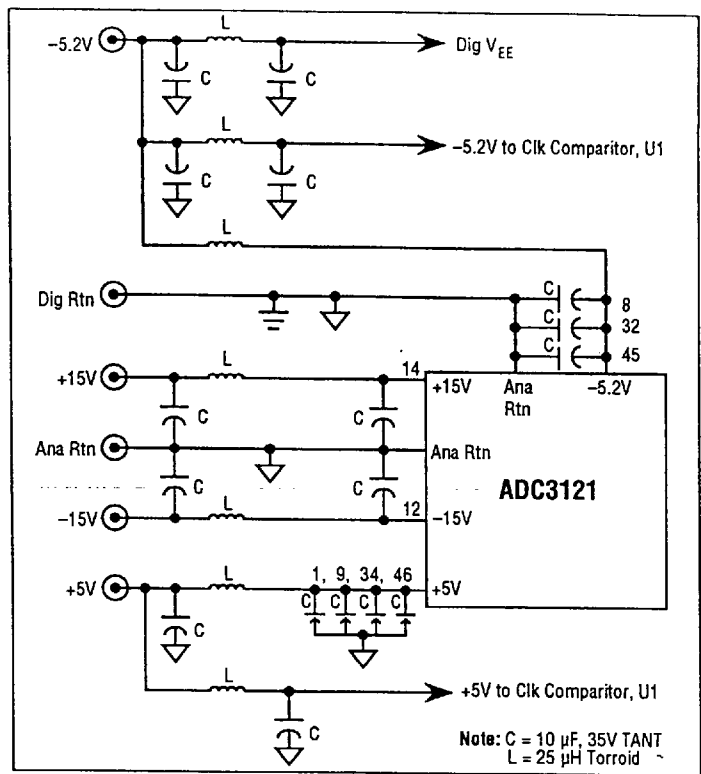 L
−5.2V
Dig VEE
C
C
L
−5.2V to Clk Comparitor, U1
C
C
L
Dig Rtn
C
8
C
32
C
45
L
+15V
14
+15V
Ana Rtn
−5.2V
C
C
Ana Rtn
Ana Rtn
ADC3121
C
C
L
−15V
12
−15V
L
1, 9, 34, 46
+5V
+5V
C C C C
C
L
+5V to Clk Comparitor, U1
C
Note: C = 10 µF, 35V TANT
L = 25 µH Torroid